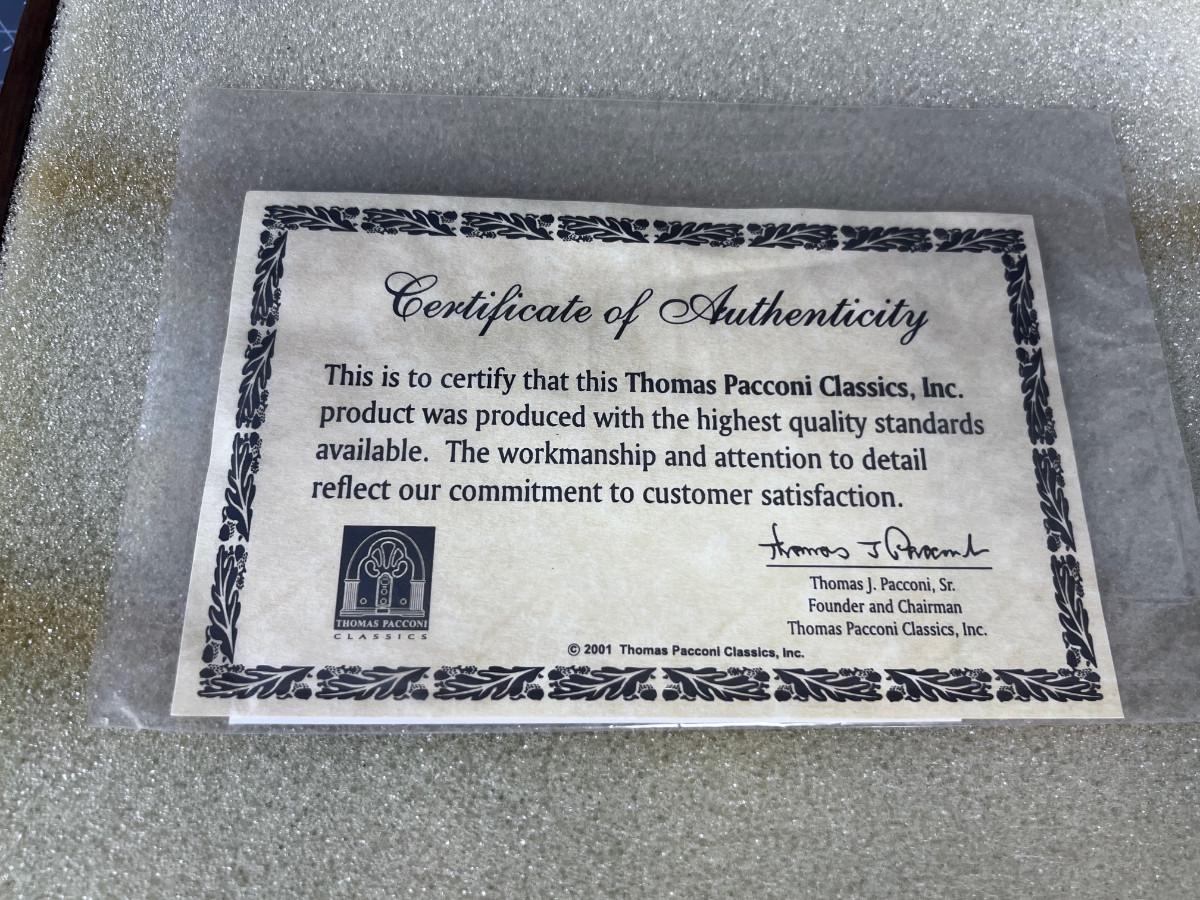 Certificate of Authenticity
This is to certify that this Thomas Pacconi Classics, Inc.
product was produced with the highest quality standards
available. The workmanship and attention to detail
reflect our commitment to customer satisfaction.
Thomas J Pacconi
Thomas J. Pacconi, Sr.
Founder and Chairman
Thomas Pacconi Classics, Inc.
THOMAS PACCONI
CLASSICS
© 2001 Thomas Pacconi Classics, Inc.